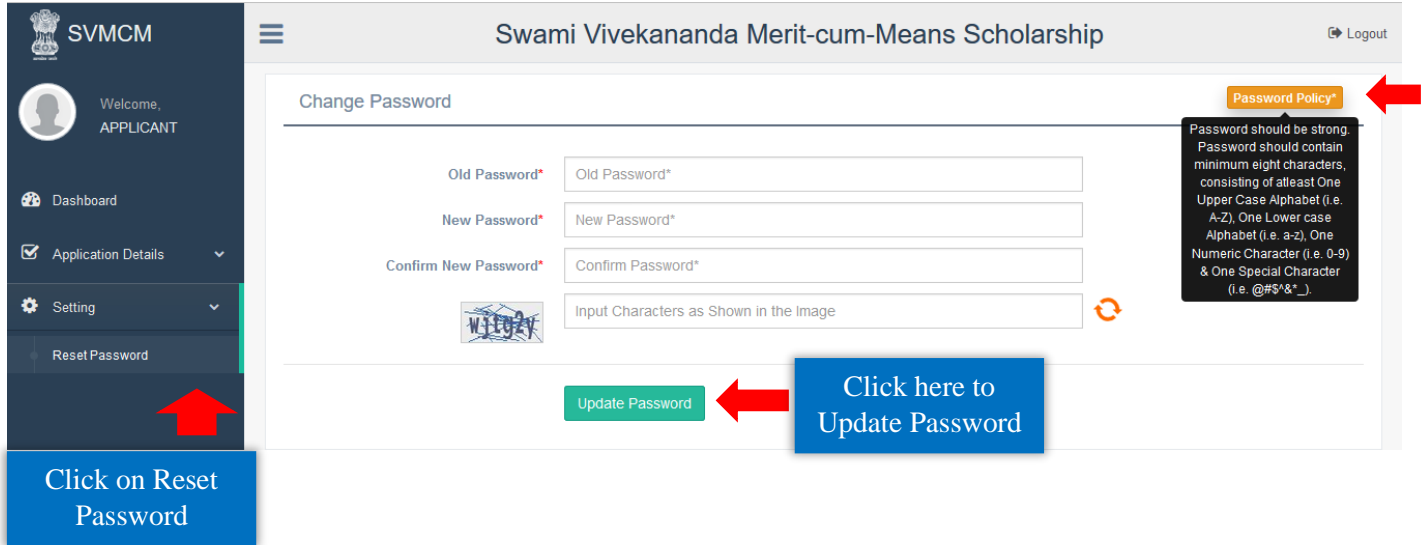 SVMCM
Swami Vivekananda Merit-cum-Means Scholarship
Logout
Welcome,
APPLICANT
Dashboard
Application Details
Setting
Reset Password
Click on Reset
Password
Change Password
Password Policy*
Password should be strong.
Password should contain
minimum eight characters,
consisting of atleast One
Upper Case Alphabet (i.e.
A-Z), One Lower case
Alphabet (i.e. a-z), One
Numeric Character (i.e. 0-9)
& One Special Character
(i.e. @#$^&*_).
Old Password* Old Password*
New Password* New Password*
Confirm New Password* Confirm Password*
Input Characters as Shown in the Image
Update Password
Click here to
Update Password